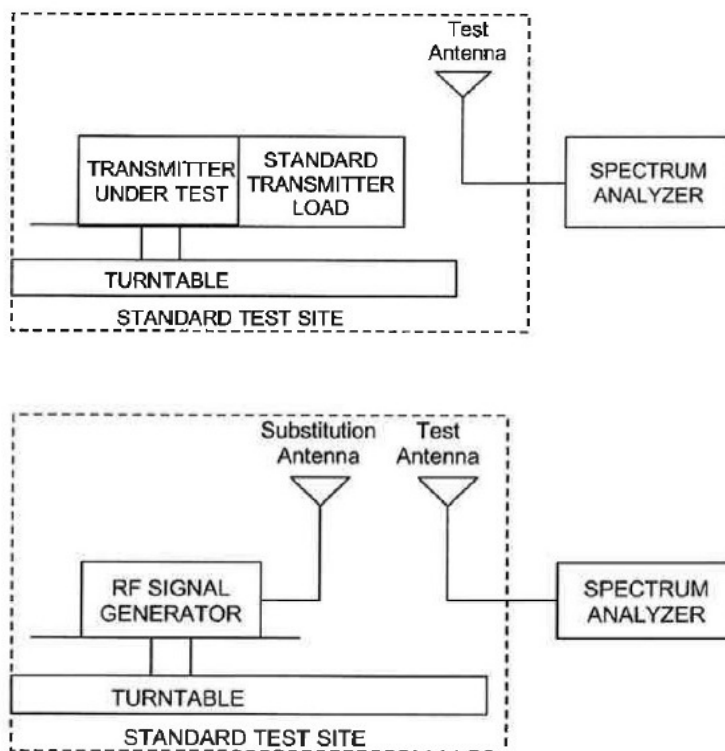 Test
Antenna
TRANSMITTER
UNDER TEST
STANDARD
TRANSMITTER
LOAD
SPECTRUM
ANALYZER
TURNTABLE
STANDARD TEST SITE
Substitution
Antenna
Test
Antenna
RF SIGNAL
GENERATOR
SPECTRUM
ANALYZER
TURNTABLE
STANDARD TEST SITE